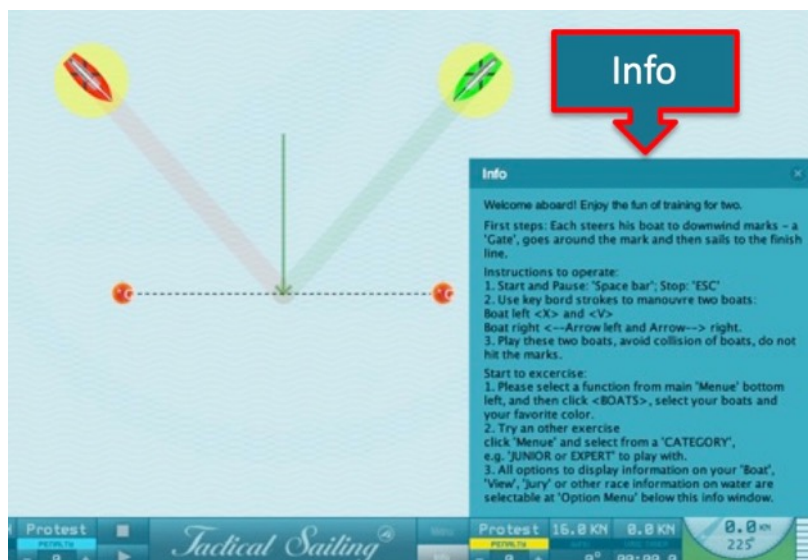 Info
Info
Welcome aboard! Enjoy the fun of training for two.
First steps: Each steers his boat to downwind marks – a
'Gate', goes around the mark and then sails to the finish
line.
Instructions to operate:
1. Start and Pause: 'Space bar'; Stop: 'ESC'
2. Use key bord strokes to manouvre two boats:
Boat left <X> and <V>
Boat right <--Arrow left and Arrow--> right.
3. Play these two boats, avoid collision of boats, do not
hit the marks.
Start to excercise:
1. Please select a function from main 'Menue' bottom
left, and then click <BOATS>, select your boats and
your favorite color.
2. Try an other exercise
click 'Menue' and select from a 'CATEGORY',
e.g. 'JUNIOR or EXPERT' to play with.
3. All options to display information on your 'Boat',
'View', 'Jury' or other race information on water are
selectable at 'Option Menu' below this info window.
Protest
PENALTY
Tactical Sailing
Protest
PENALTY
16.0 KN
0.0 KN
0.0 KN
225°